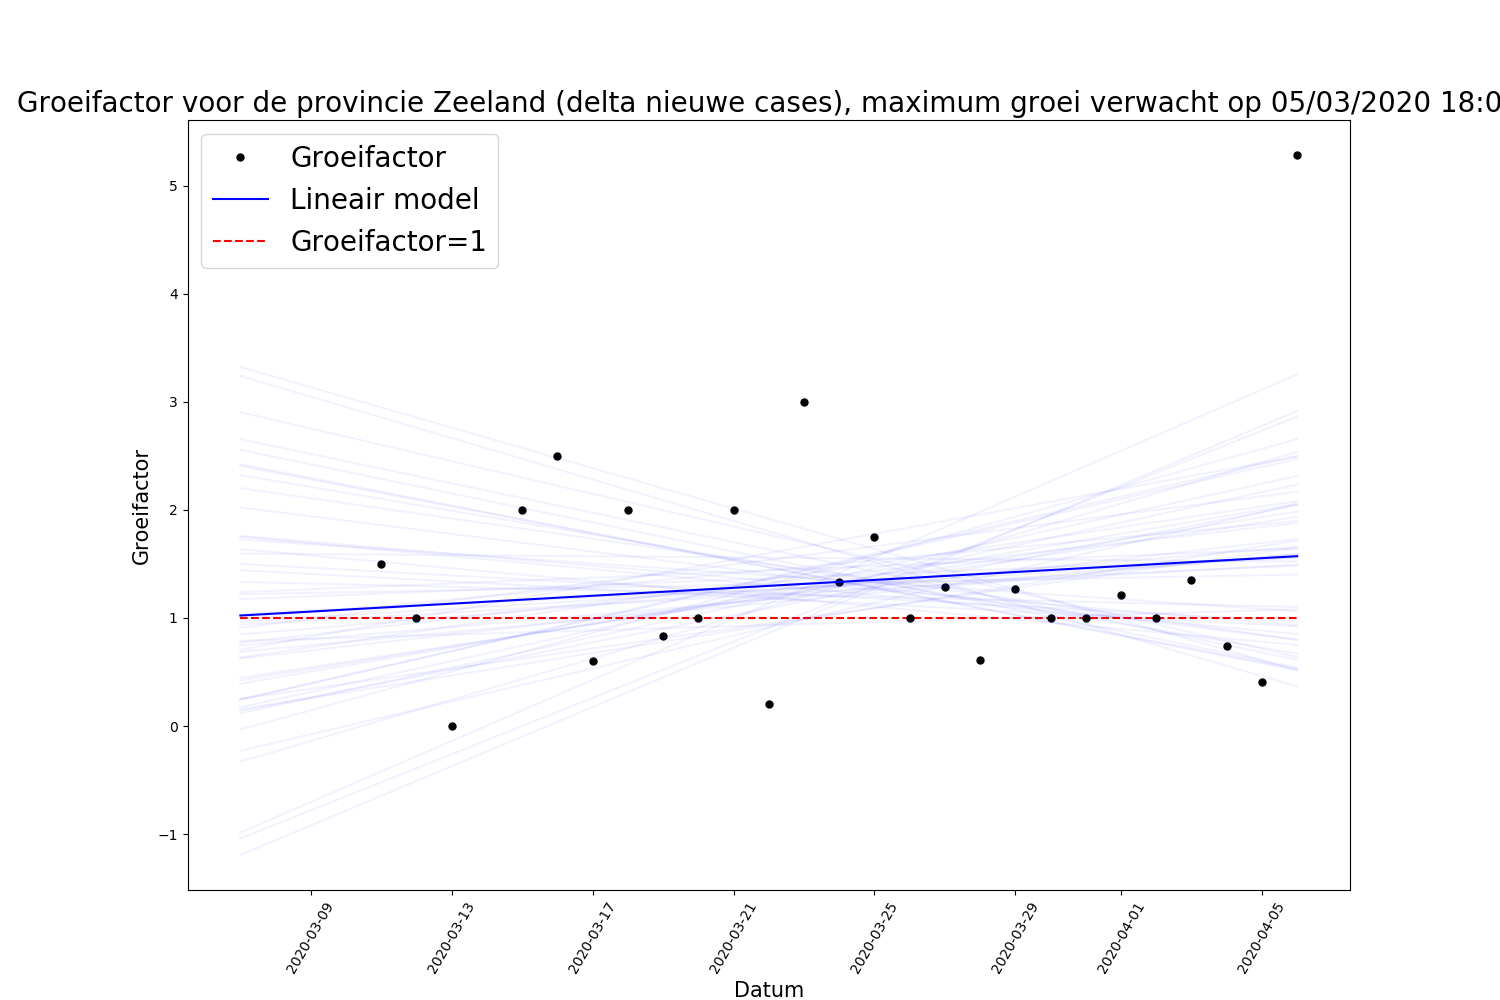 Groeifactor voor de provincie Zeeland (delta nieuwe cases), maximum groei verwacht op 05/03/2020 18:0
Groeifactor
Lineair model
Groeifactor=1
Groeifactor
5
4
3
2
1
0
−1
2020-03-09
2020-03-13
2020-03-17
2020-03-21
2020-03-25
2020-03-29
2020-04-01
2020-04-05
Datum